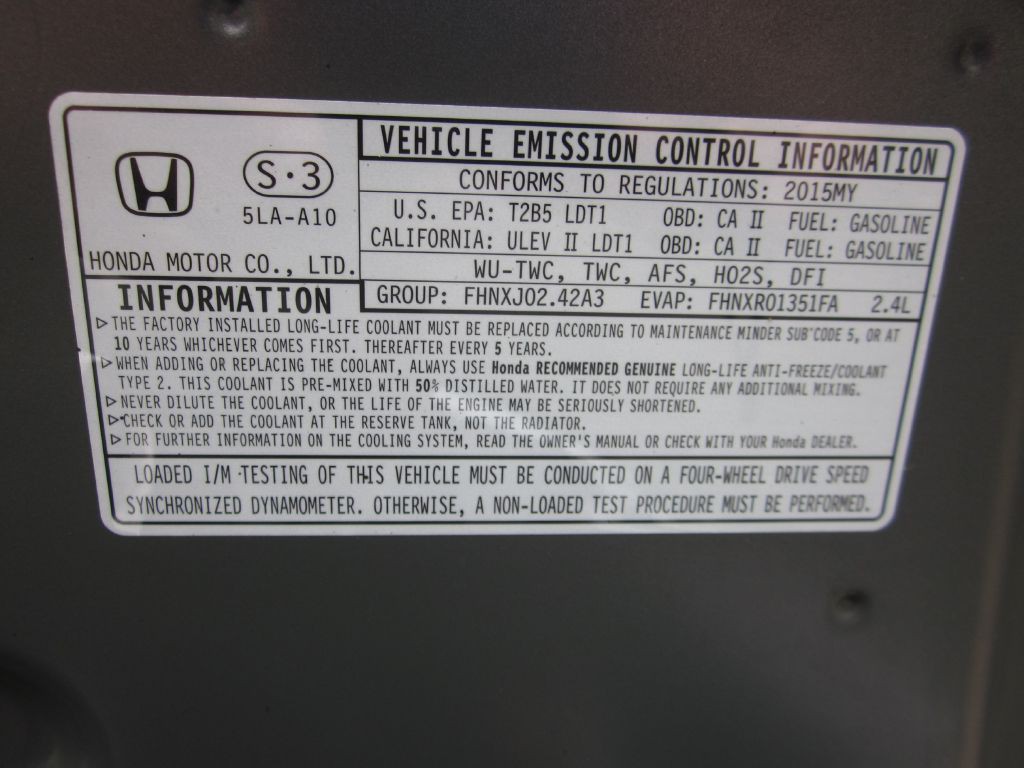 S·3
5LA-A10
HONDA MOTOR CO., LTD.
VEHICLE EMISSION CONTROL INFORMATION
CONFORMS TO REGULATIONS: 2015MY
U.S. EPA: T2B5 LDT1 OBD: CA II FUEL: GASOLINE
CALIFORNIA: ULEV II LDT1 OBD: CA II FUEL: GASOLINE
WU-TWC, TWC, AFS, HO2S, DFI
GROUP: FHNXJ02.42A3 EVAP: FHNXR01351FA 2.4L
INFORMATION
▷THE FACTORY INSTALLED LONG-LIFE COOLANT MUST BE REPLACED ACCORDING TO MAINTENANCE MINDER SUB CODE 5, OR AT
10 YEARS WHICHEVER COMES FIRST. THEREAFTER EVERY 5 YEARS.
▷WHEN ADDING OR REPLACING THE COOLANT, ALWAYS USE Honda RECOMMENDED GENUINE LONG-LIFE ANTI-FREEZE/COOLANT
TYPE 2. THIS COOLANT IS PRE-MIXED WITH 50% DISTILLED WATER. IT DOES NOT REQUIRE ANY ADDITIONAL MIXING.
▷NEVER DILUTE THE COOLANT, OR THE LIFE OF THE ENGINE MAY BE SERIOUSLY SHORTENED.
▷CHECK OR ADD THE COOLANT AT THE RESERVE TANK, NOT THE RADIATOR.
▷FOR FURTHER INFORMATION ON THE COOLING SYSTEM, READ THE OWNER'S MANUAL OR CHECK WITH YOUR Honda DEALER.
LOADED I/M TESTING OF THIS VEHICLE MUST BE CONDUCTED ON A FOUR-WHEEL DRIVE SPEED
SYNCHRONIZED DYNAMOMETER. OTHERWISE, A NON-LOADED TEST PROCEDURE MUST BE PERFORMED.